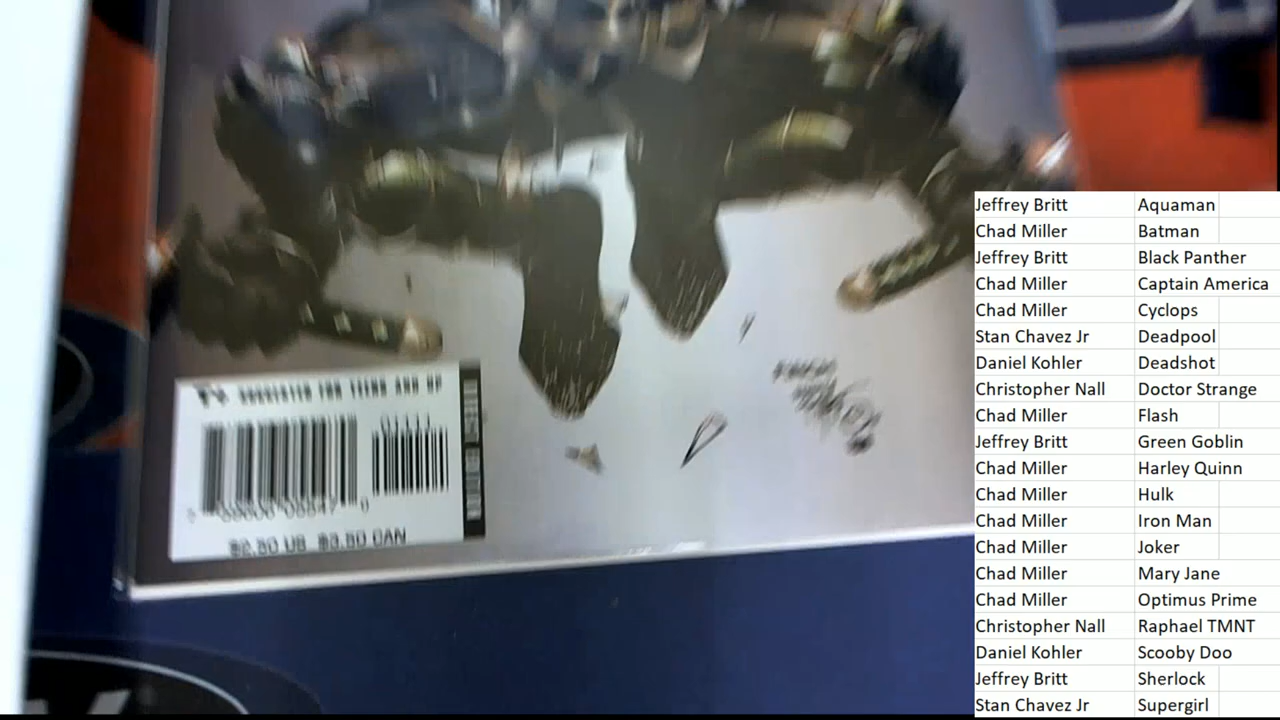 01111
$2.50 US $3.50 CAN
Jeffrey Britt Aquaman
Chad Miller Batman
Jeffrey Britt Black Panther
Chad Miller Captain America
Chad Miller Cyclops
Stan Chavez Jr Deadpool
Daniel Kohler Deadshot
Christopher Nall Doctor Strange
Chad Miller Flash
Jeffrey Britt Green Goblin
Chad Miller Harley Quinn
Chad Miller Hulk
Chad Miller Iron Man
Chad Miller Joker
Chad Miller Mary Jane
Chad Miller Optimus Prime
Christopher Nall Raphael TMNT
Daniel Kohler Scooby Doo
Jeffrey Britt Sherlock
Stan Chavez Jr Supergirl